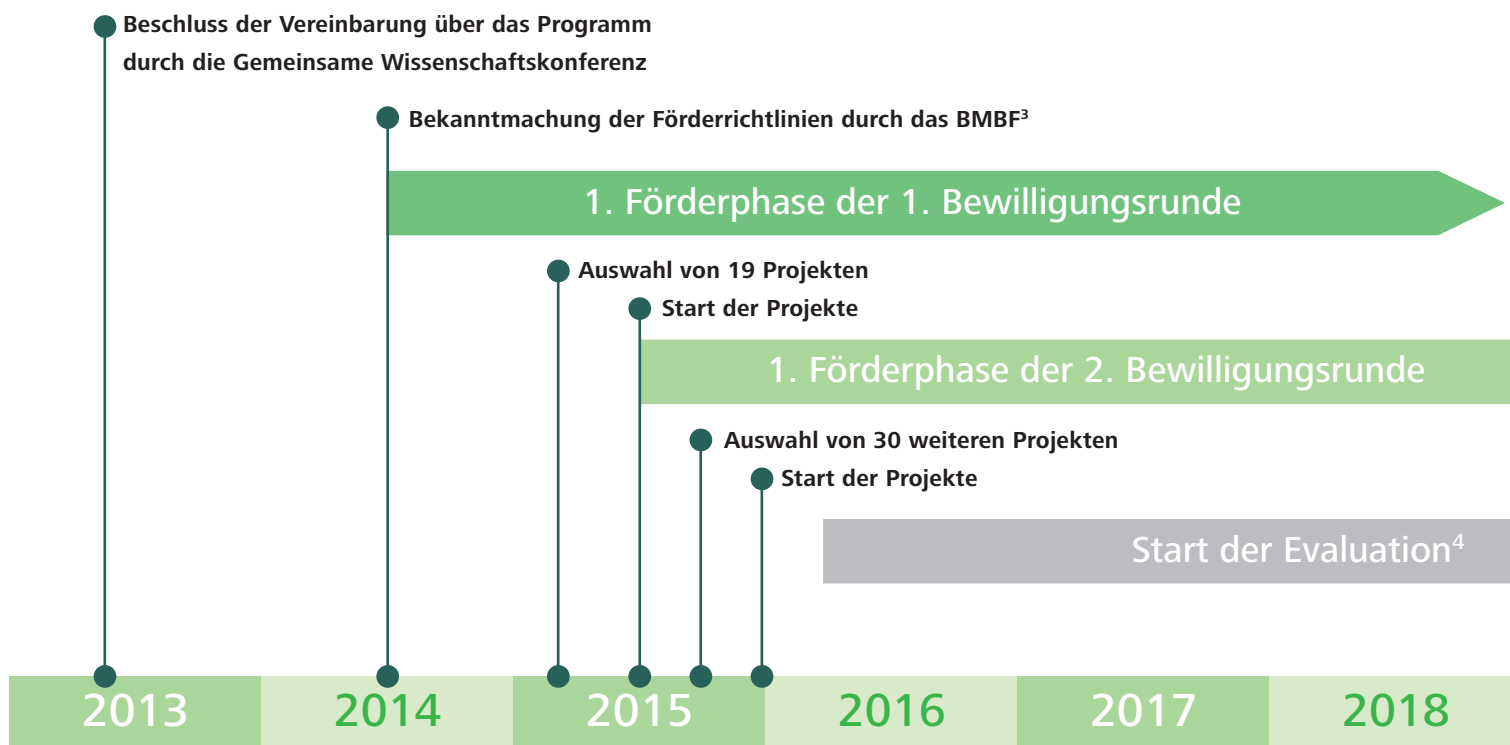 Beschluss der Vereinbarung über das Programm
durch die Gemeinsame Wissenschaftskonferenz
Bekanntmachung der Förderrichtlinien durch das BMBF³
1. Förderphase der 1. Bewilligungsrunde
Auswahl von 19 Projekten
Start der Projekte
1. Förderphase der 2. Bewilligungsrunde
Auswahl von 30 weiteren Projekten
Start der Projekte
Start der Evaluation⁴
2013 2014 2015 2016 2017 2018